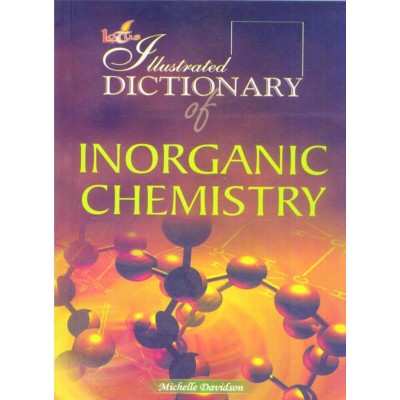 Lotus
Illustrated
DICTIONARY
of
INORGANIC
CHEMISTRY
Michelle Davidson